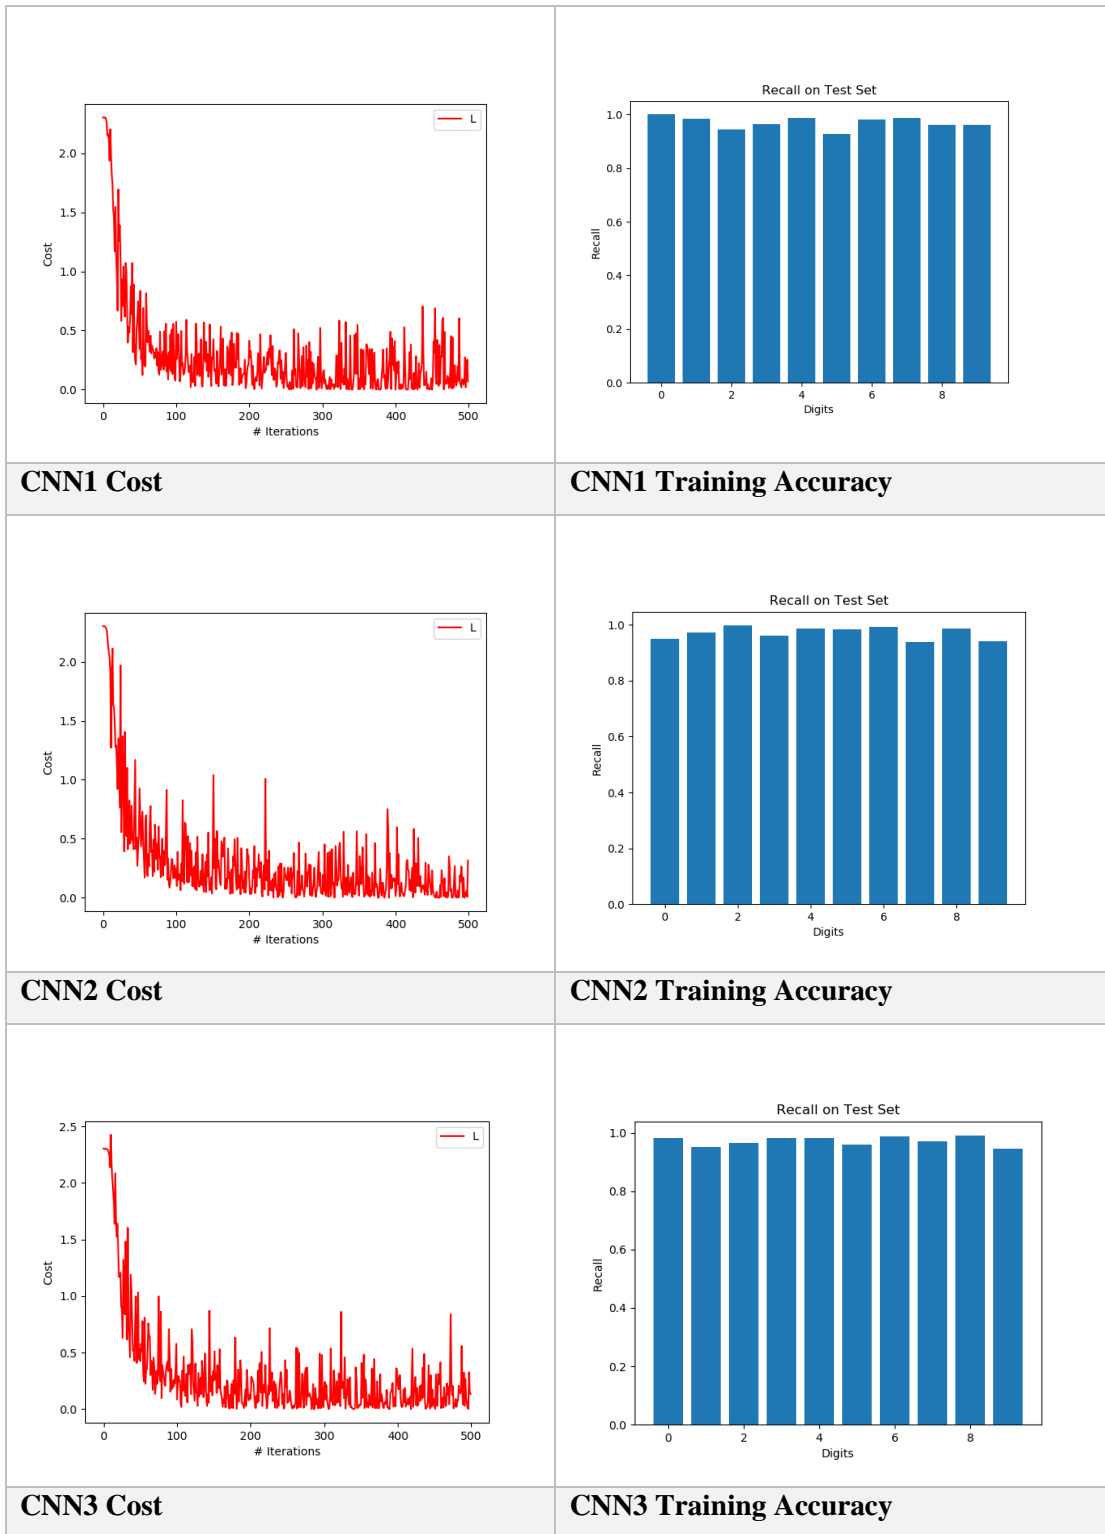 L
2.0
1.5
1.0
0.5
0.0
Cost
0 100 200 300 400 500
# Iterations
Recall on Test Set
1.0
0.8
0.6
0.4
0.2
0.0
Recall
0 2 4 6 8
Digits
CNN1 Cost
CNN1 Training Accuracy
L
2.0
1.5
1.0
0.5
0.0
Cost
0 100 200 300 400 500
# Iterations
Recall on Test Set
1.0
0.8
0.6
0.4
0.2
0.0
Recall
0 2 4 6 8
Digits
CNN2 Cost
CNN2 Training Accuracy
L
2.5
2.0
1.5
1.0
0.5
0.0
Cost
0 100 200 300 400 500
# Iterations
Recall on Test Set
1.0
0.8
0.6
0.4
0.2
0.0
Recall
0 2 4 6 8
Digits
CNN3 Cost
CNN3 Training Accuracy